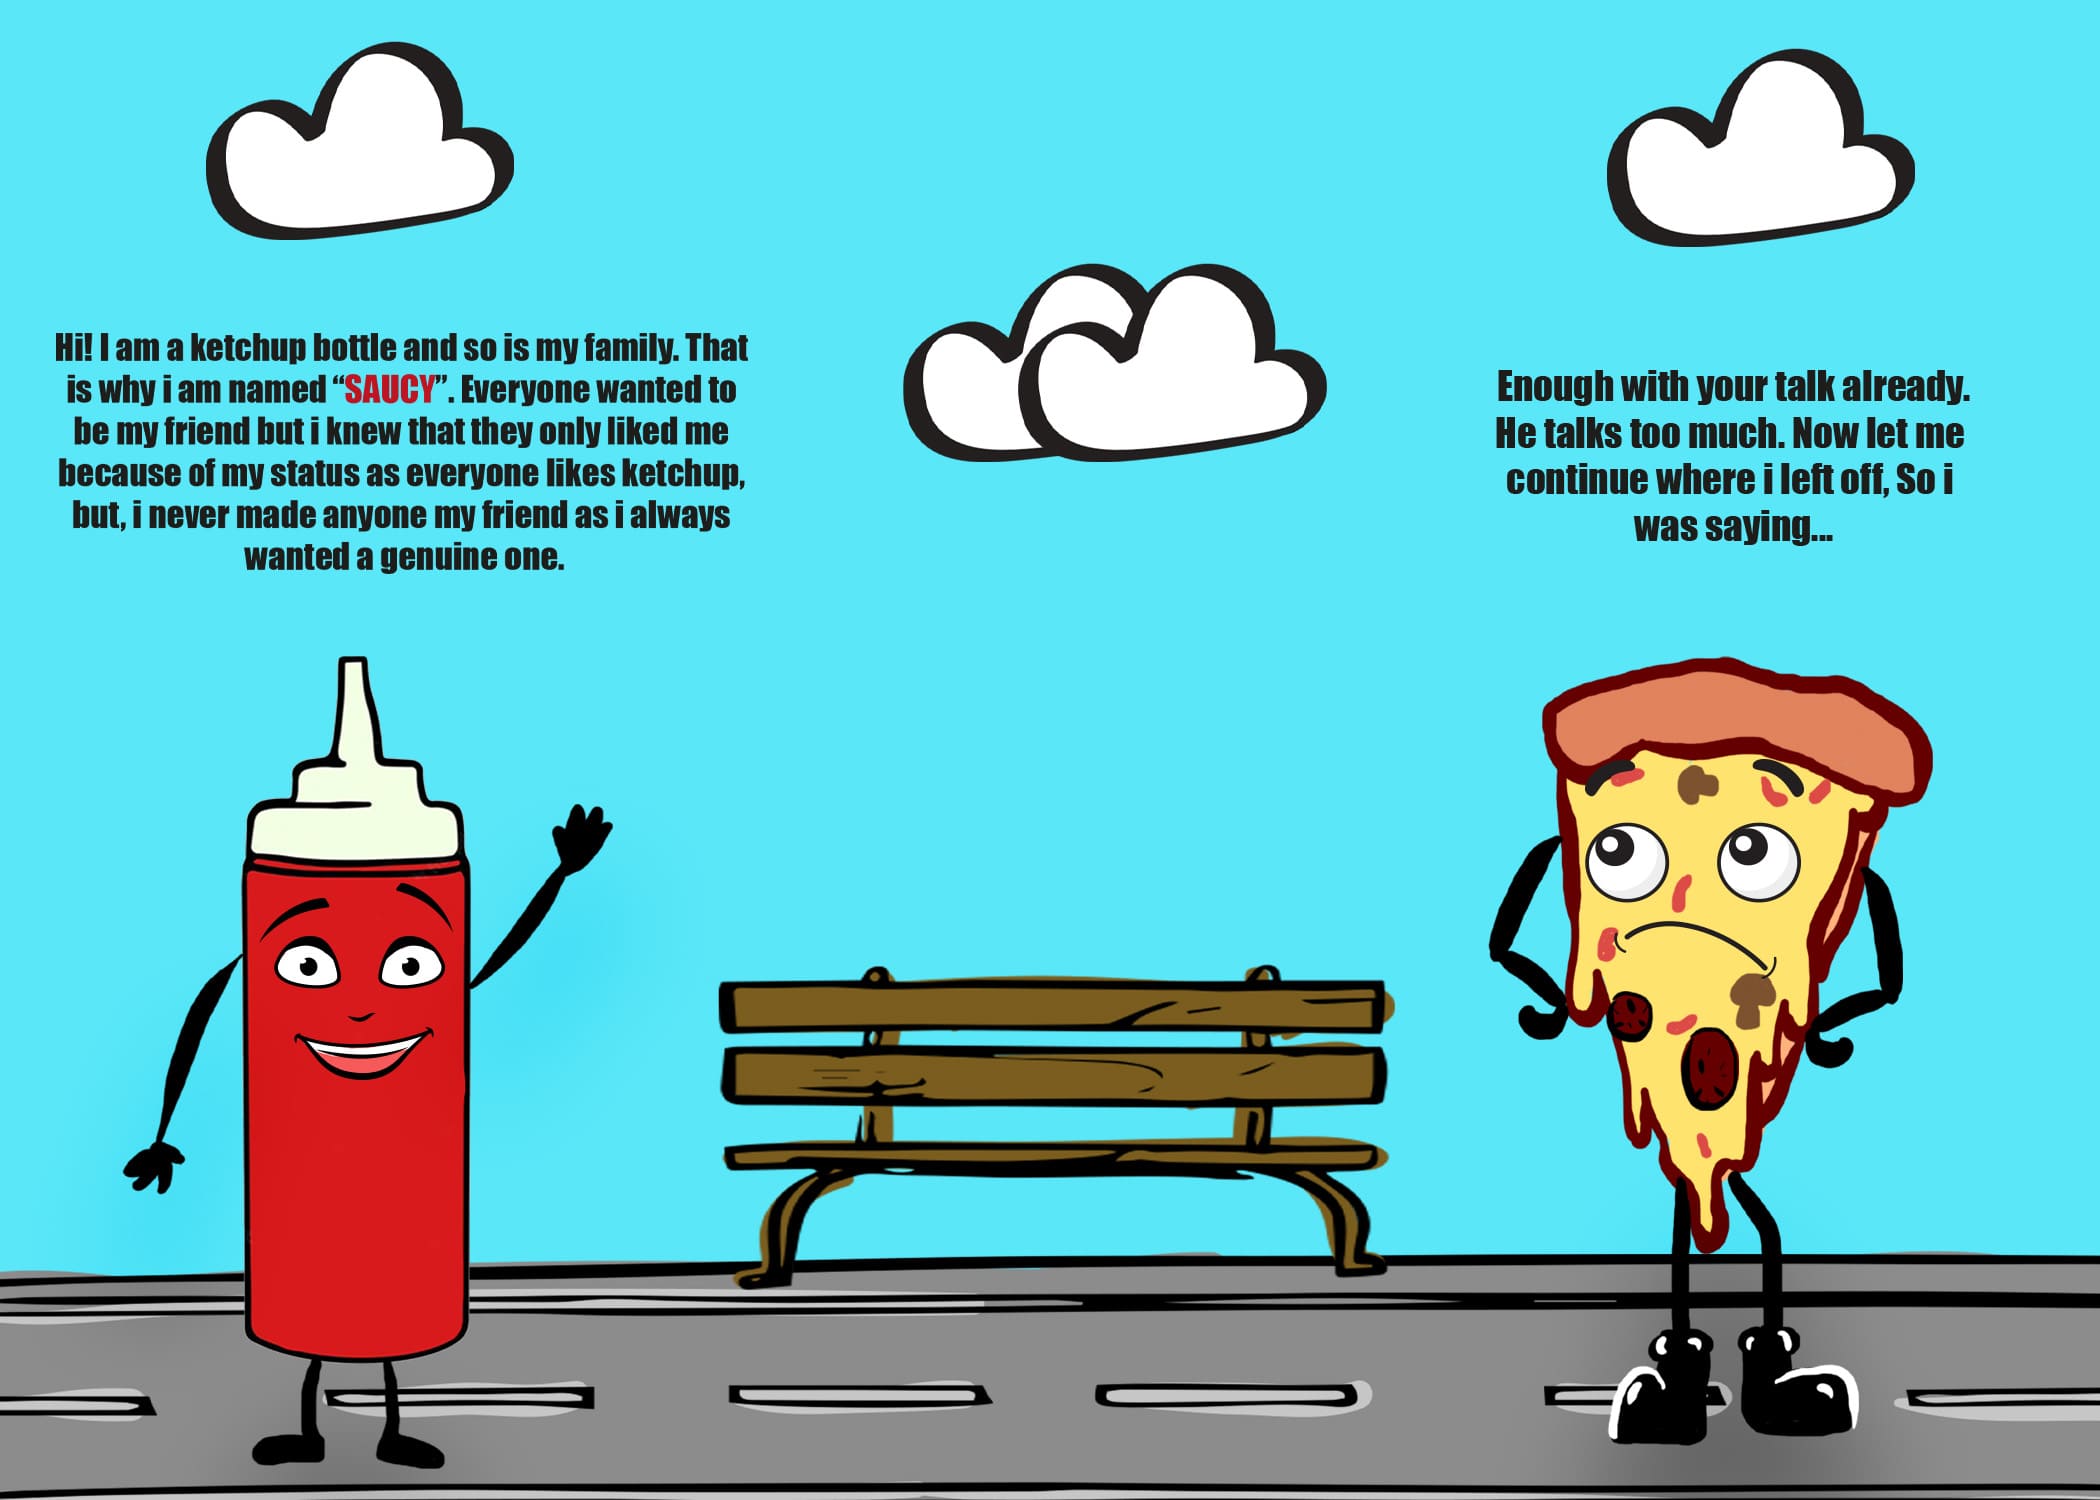 Hi! I am a ketchup bottle and so is my family. That
is why i am named “SAUCY”. Everyone wanted to
be my friend but i knew that they only liked me
because of my status as everyone likes ketchup,
but, i never made anyone my friend as i always
wanted a genuine one.
Enough with your talk already.
He talks too much. Now let me
continue where i left off, So i
was saying...